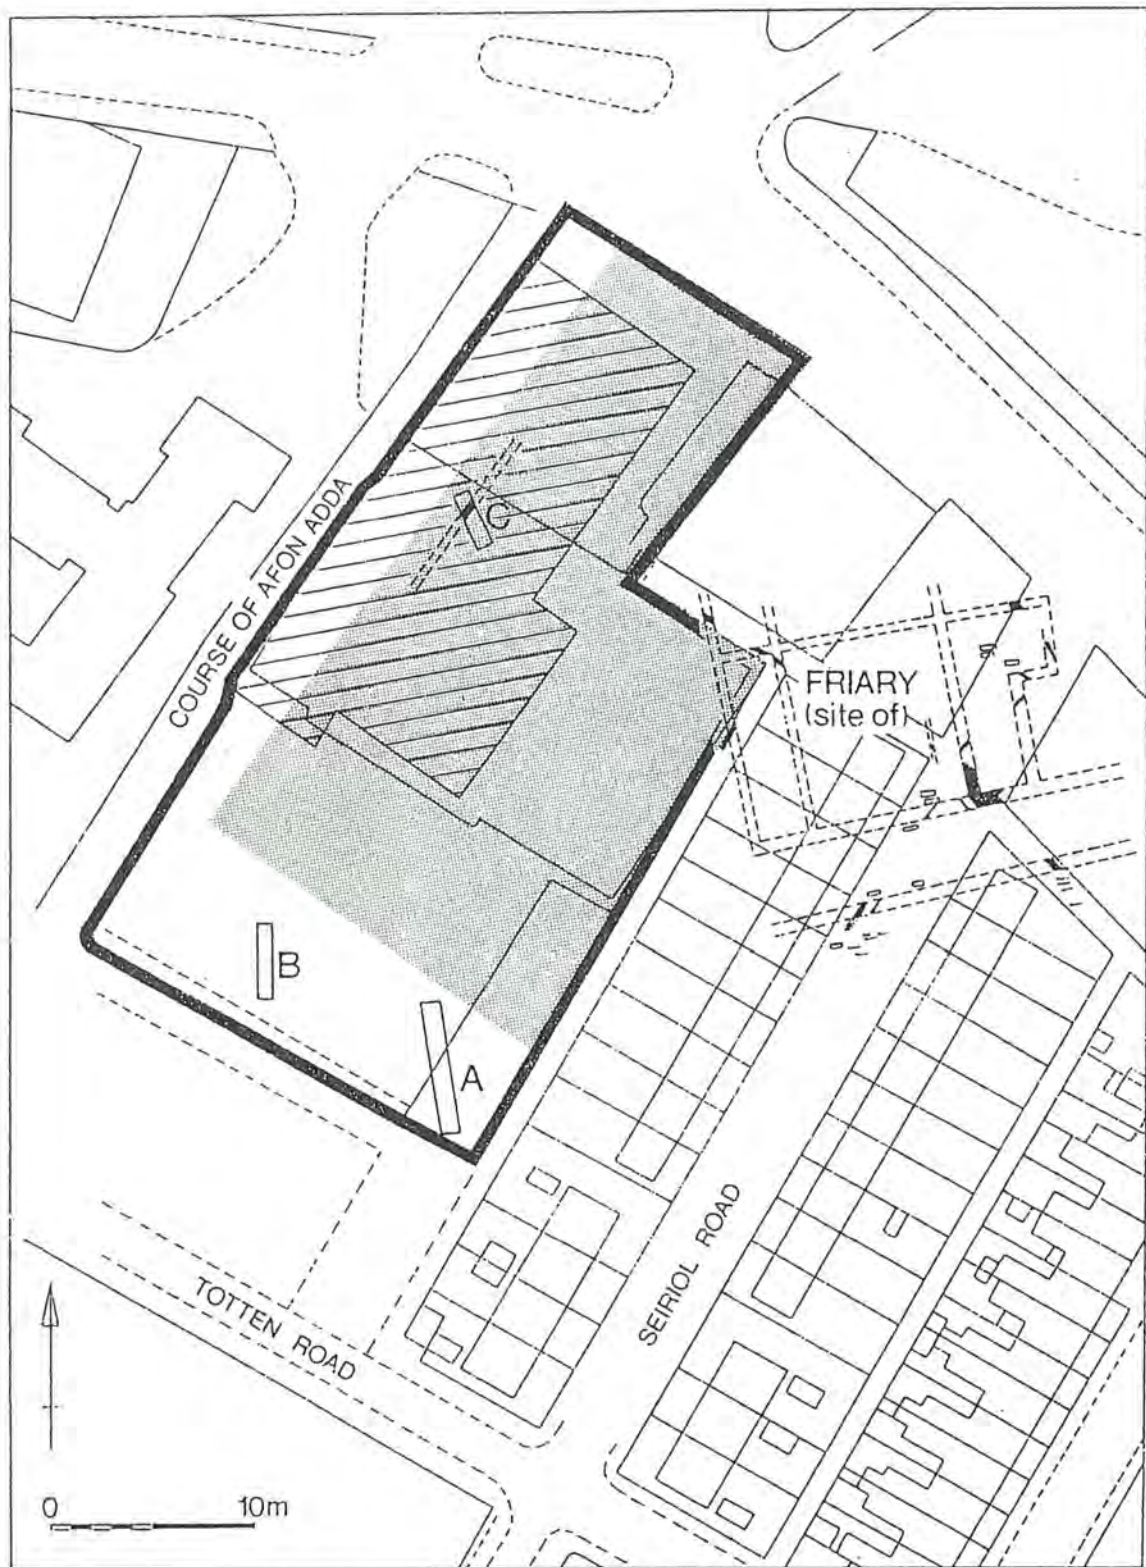 COURSE OF AFON ADDA
C
FRIARY
(site of)
B
A
SEIRIOL ROAD
TOTTEN ROAD
0 10m